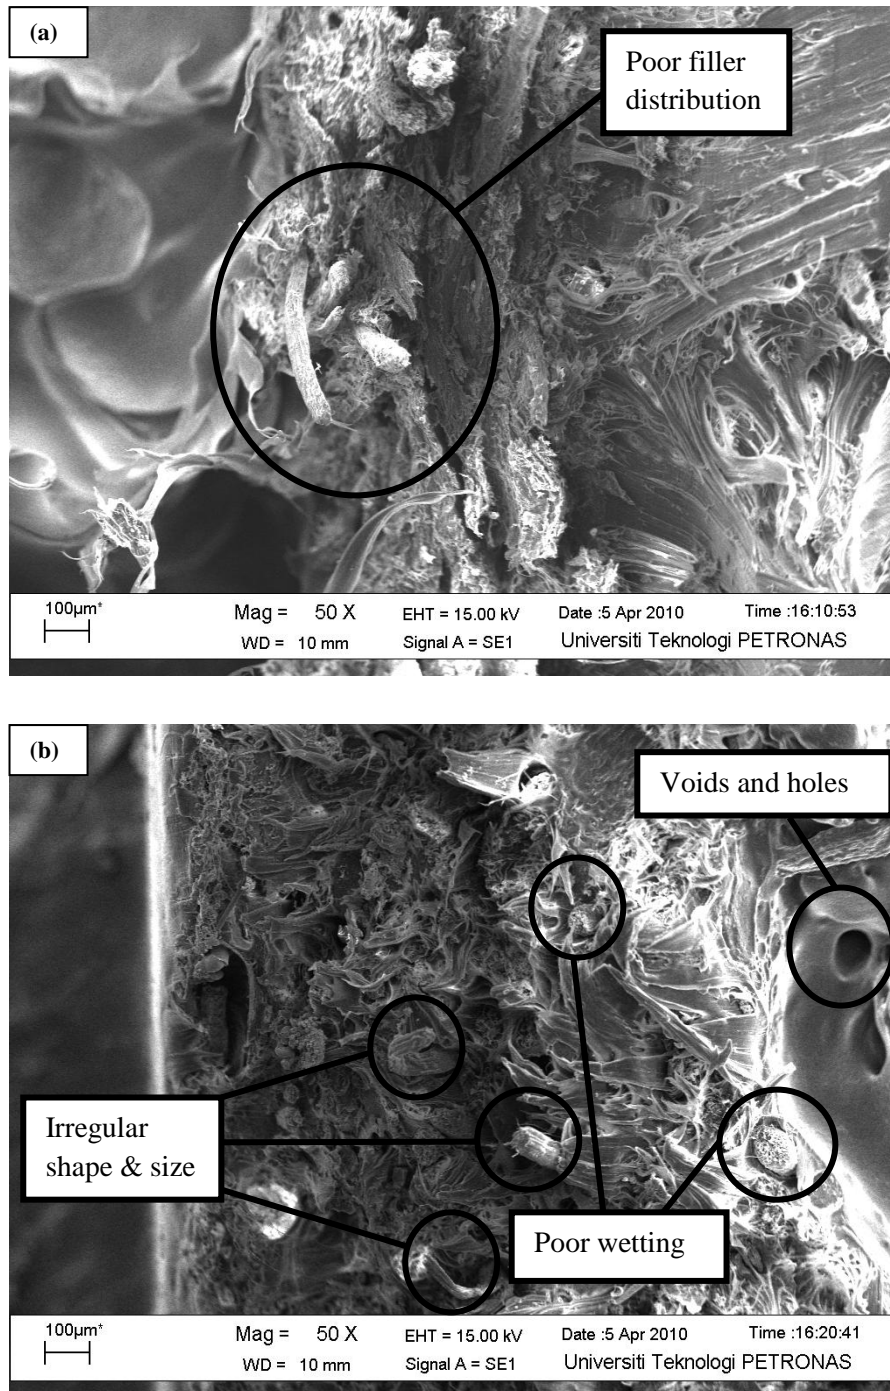 (a)
Poor filler
distribution
100µm*
Mag = 50 X
EHT = 15.00 kV
Date :5 Apr 2010
Time :16:10:53
WD = 10 mm
Signal A = SE1
Universiti Teknologi PETRONAS
(b)
Voids and holes
Irregular
shape & size
Poor wetting
100µm*
Mag = 50 X
EHT = 15.00 kV
Date :5 Apr 2010
Time :16:20:41
WD = 10 mm
Signal A = SE1
Universiti Teknologi PETRONAS